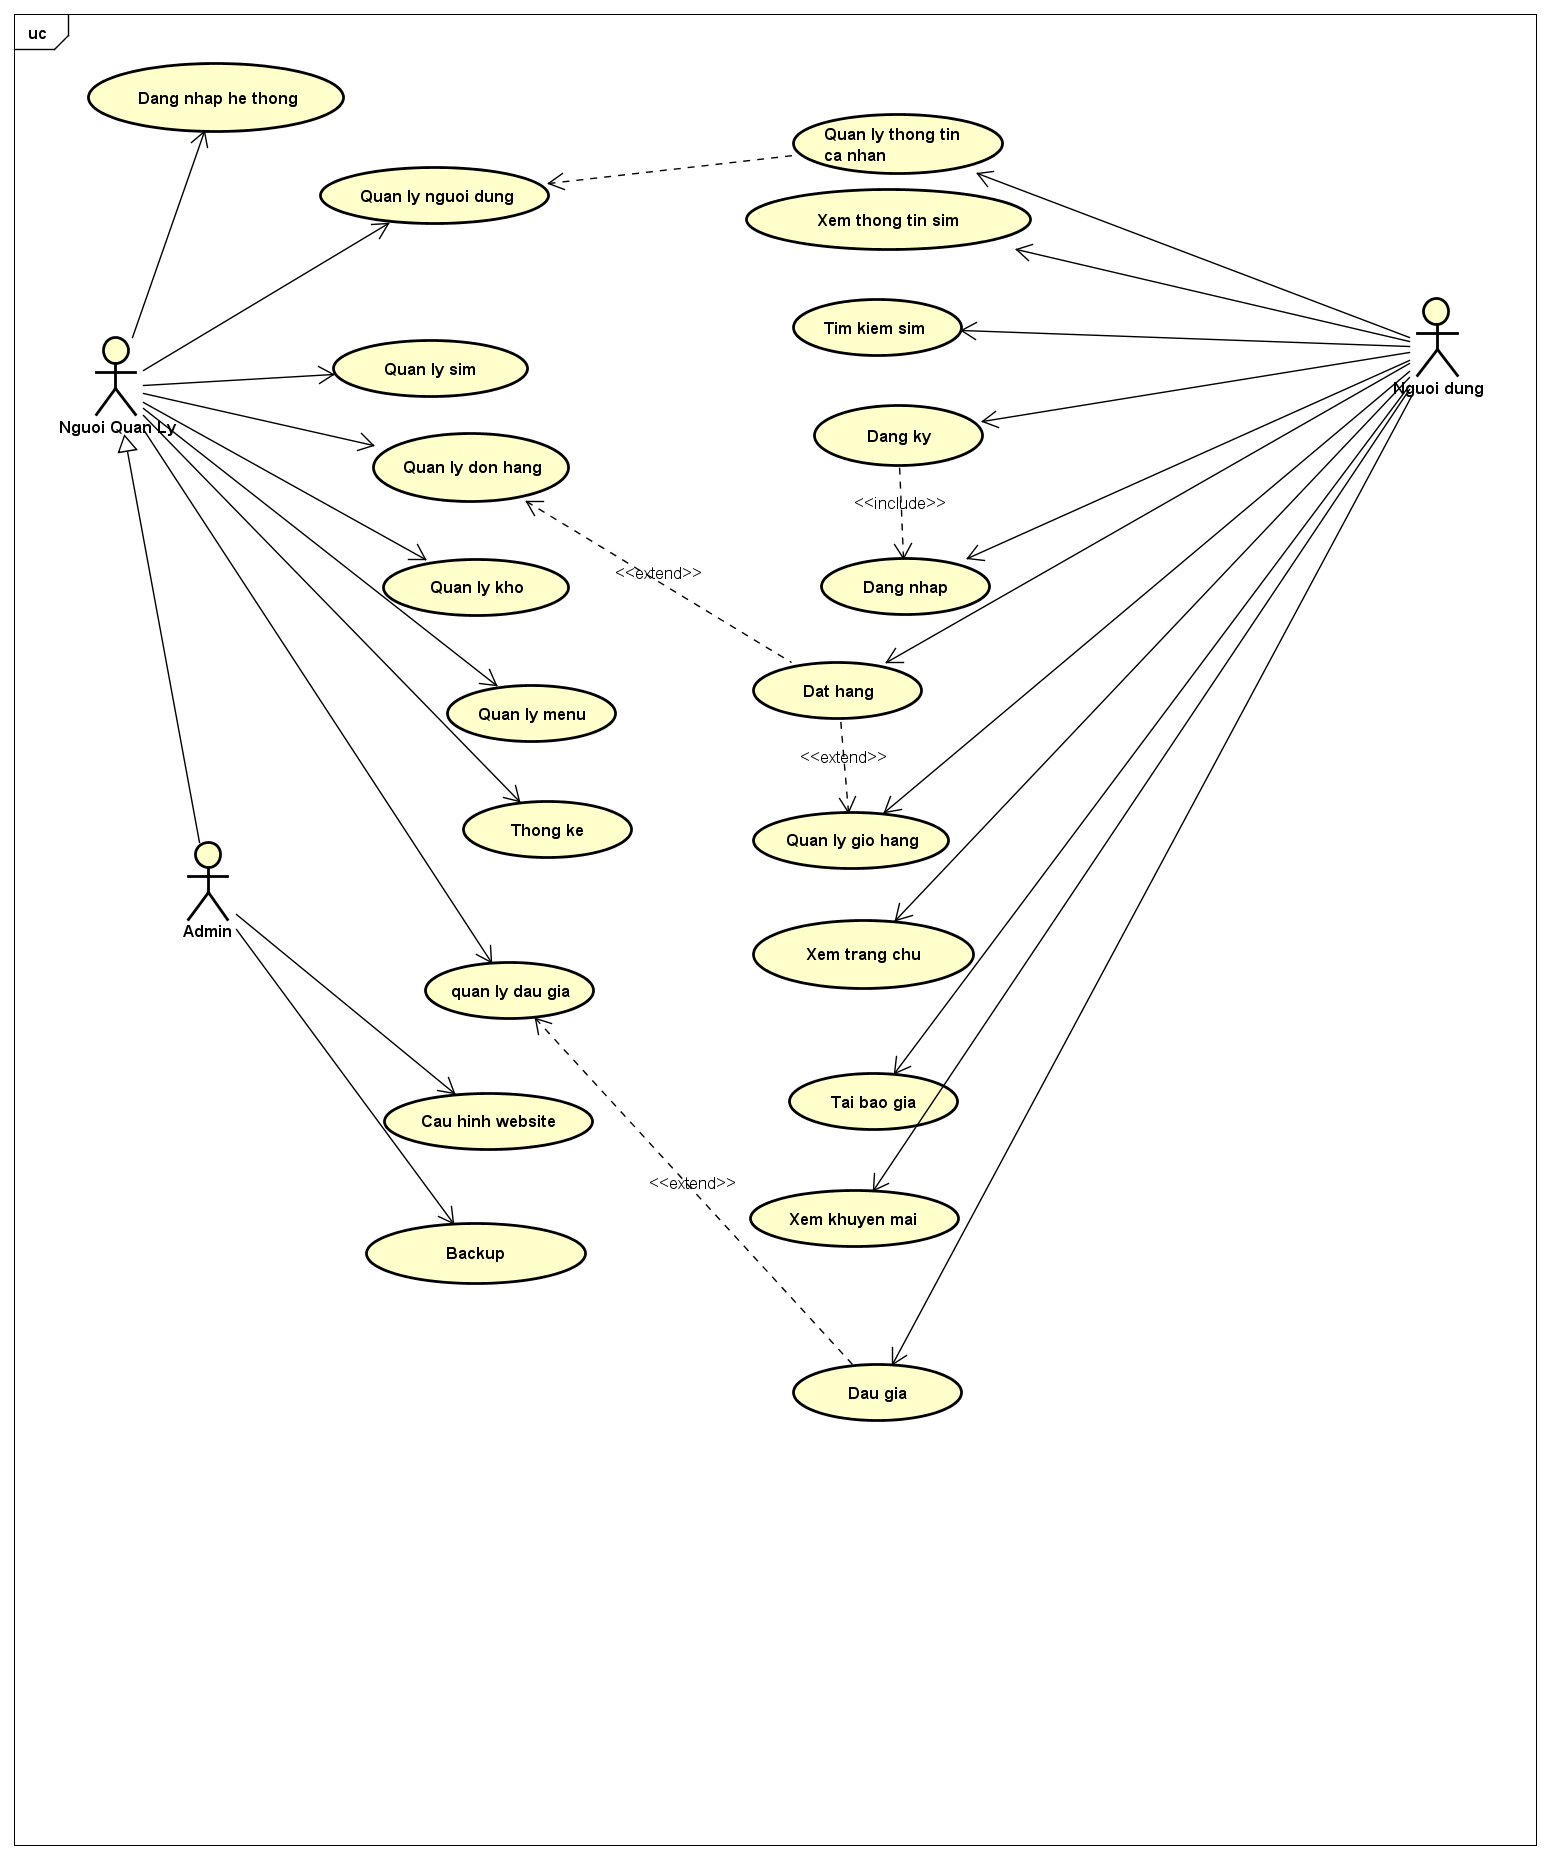 uc
Dang nhap he thong
Quan ly thong tin
ca nhan
Quan ly nguoi dung
Xem thong tin sim
Tim kiem sim
Quan ly sim
Nguoi dung
Nguoi Quan Ly
Dang ky
Quan ly don hang
<<include>>
<<extend>>
Quan ly kho
Dang nhap
Dat hang
Quan ly menu
<<extend>>
Thong ke
Quan ly gio hang
Admin
Xem trang chu
quan ly dau gia
Tai bao gia
Cau hinh website
<<extend>>
Xem khuyen mai
Backup
Dau gia